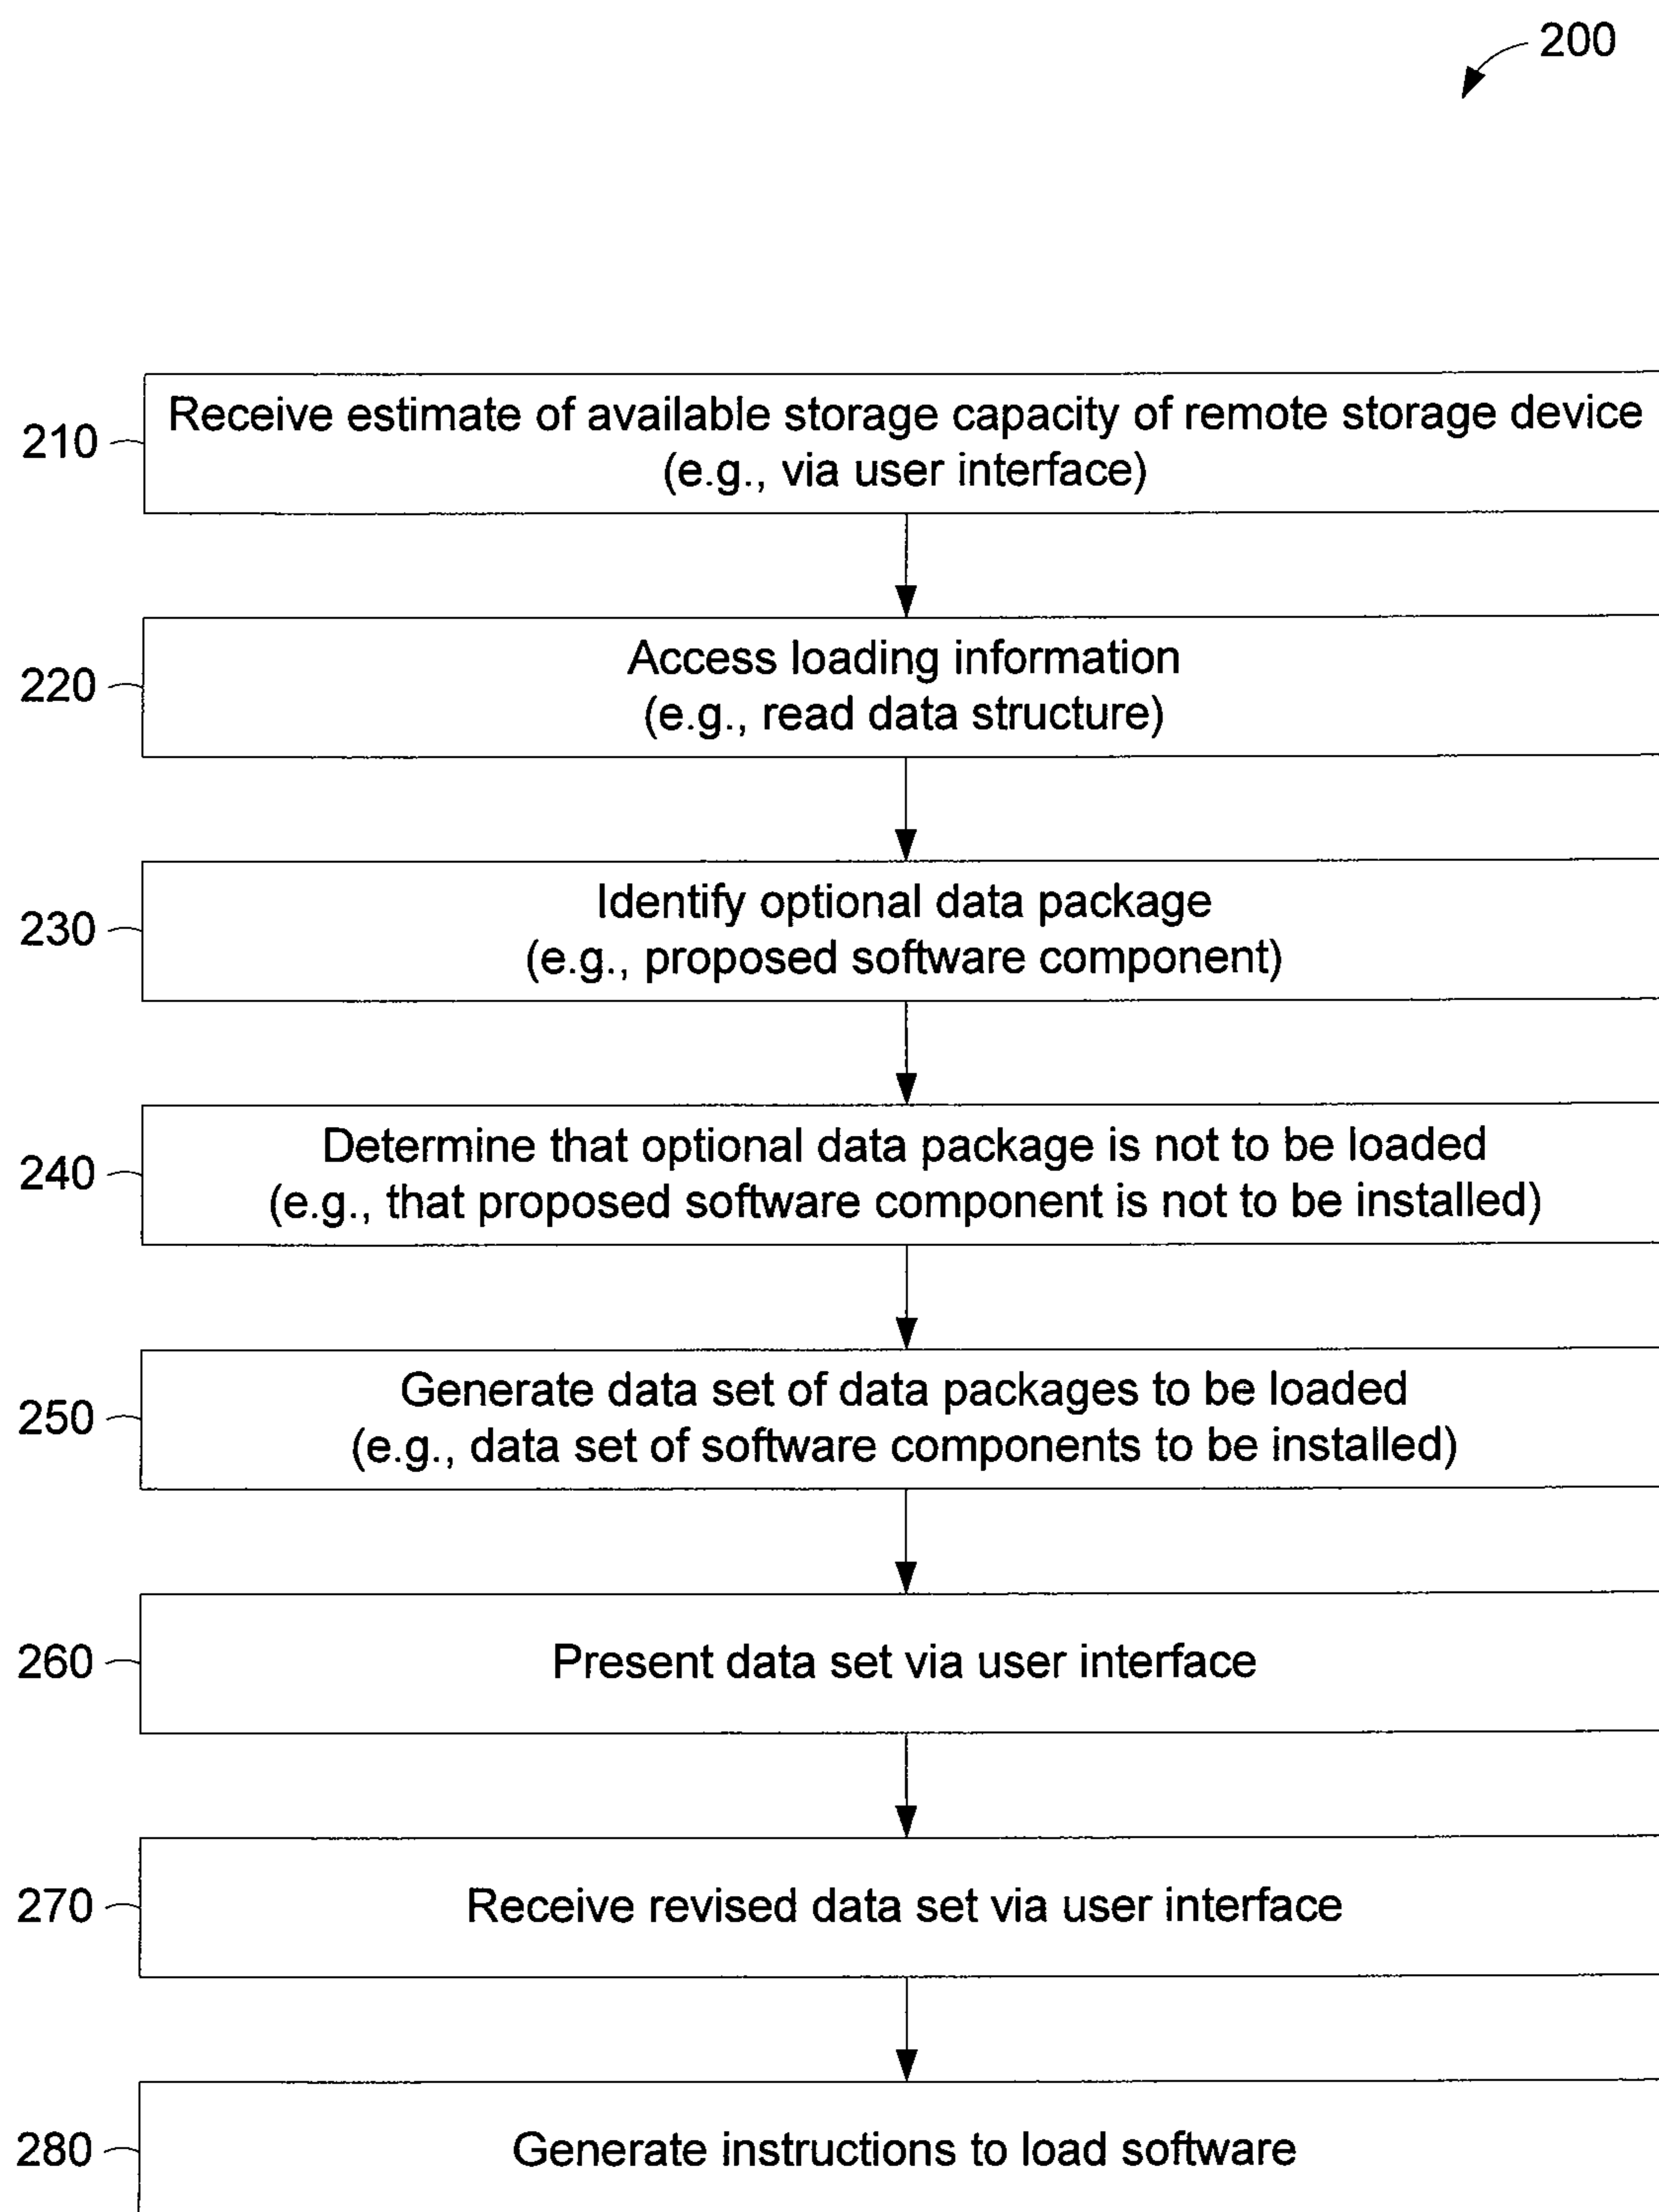 200
210
Receive estimate of available storage capacity of remote storage device
(e.g., via user interface)
220
Access loading information
(e.g., read data structure)
230
Identify optional data package
(e.g., proposed software component)
240
Determine that optional data package is not to be loaded
(e.g., that proposed software component is not to be installed)
250
Generate data set of data packages to be loaded
(e.g., data set of software components to be installed)
260
Present data set via user interface
270
Receive revised data set via user interface
280
Generate instructions to load software